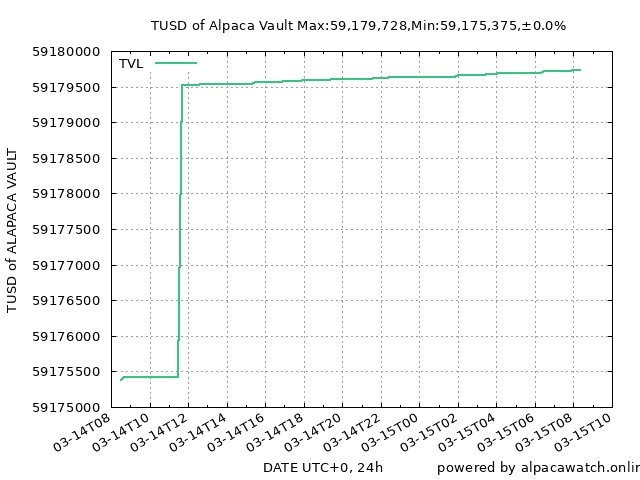 TUSD of Alpaca Vault Max:59,179,728,Min:59,175,375,±0.0%
TVL
59180000
59179500
59179000
59178500
59178000
59177500
59177000
59176500
59176000
59175500
59175000
TUSD of ALAPACA VAULT
03-14T08
03-14T10
03-14T12
03-14T14
03-14T16
03-14T18
03-14T20
03-14T22
03-15T00
03-15T02
03-15T04
03-15T06
03-15T08
03-15T10
DATE UTC+0, 24h
powered by alpacawatch.onlin